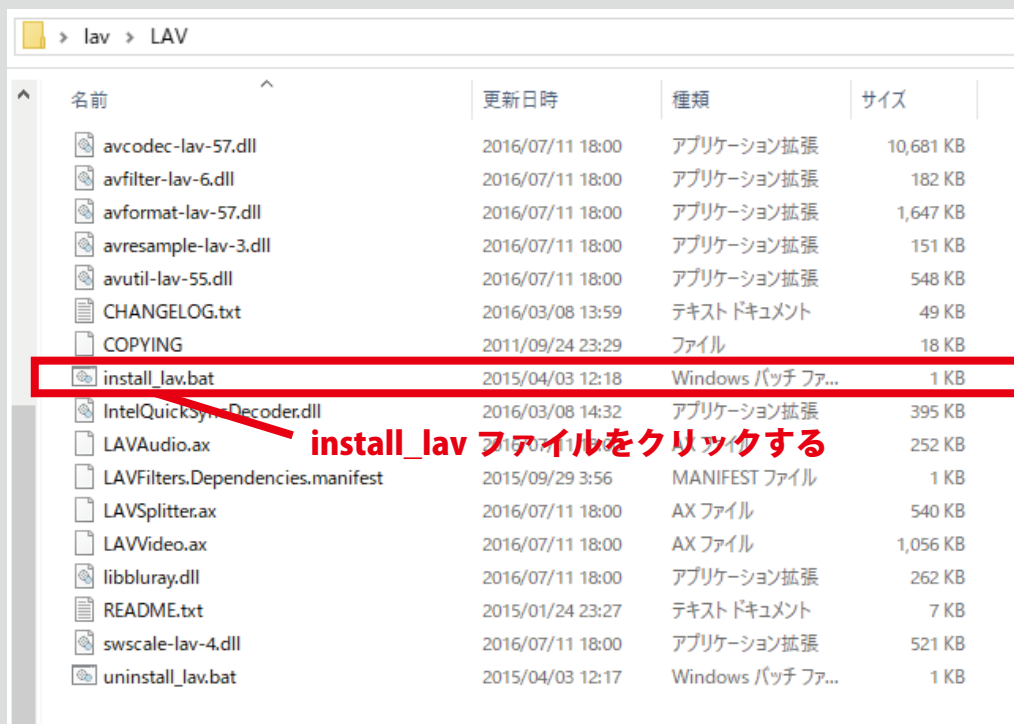 lav > LAV
名前 更新日時 種類 サイズ
avcodec-lav-57.dll 2016/07/11 18:00 アプリケーション拡張 10,681 KB
avfilter-lav-6.dll 2016/07/11 18:00 アプリケーション拡張 182 KB
avformat-lav-57.dll 2016/07/11 18:00 アプリケーション拡張 1,647 KB
avresample-lav-3.dll 2016/07/11 18:00 アプリケーション拡張 151 KB
avutil-lav-55.dll 2016/07/11 18:00 アプリケーション拡張 548 KB
CHANGELOG.txt 2016/03/08 13:59 テキスト ドキュメント 49 KB
COPYING 2011/09/24 23:29 ファイル 18 KB
install_lav.bat 2015/04/03 12:18 Windows バッチ ファ... 1 KB
IntelQuickSyncDecoder.dll 2016/03/08 14:32 アプリケーション拡張 395 KB
install_lav ファイルをクリックする
LAVAudio.ax 252 KB
LAVFilters.Dependencies.manifest 2015/09/29 3:56 MANIFEST ファイル 1 KB
LAVSplitter.ax 2016/07/11 18:00 AX ファイル 540 KB
LAVVideo.ax 2016/07/11 18:00 AX ファイル 1,056 KB
libbluray.dll 2016/07/11 18:00 アプリケーション拡張 262 KB
README.txt 2015/01/24 23:27 テキスト ドキュメント 7 KB
swscale-lav-4.dll 2016/07/11 18:00 アプリケーション拡張 521 KB
uninstall_lav.bat 2015/04/03 12:17 Windows バッチ ファ... 1 KB